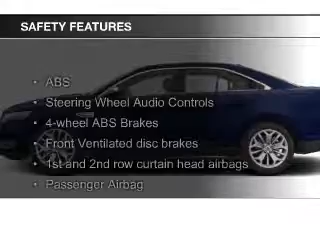 SAFETY FEATURES
• ABS
• Steering Wheel Audio Controls
• 4-wheel ABS Brakes
• Front Ventilated disc brakes
• 1st and 2nd row curtain head airbags
• Passenger Airbag